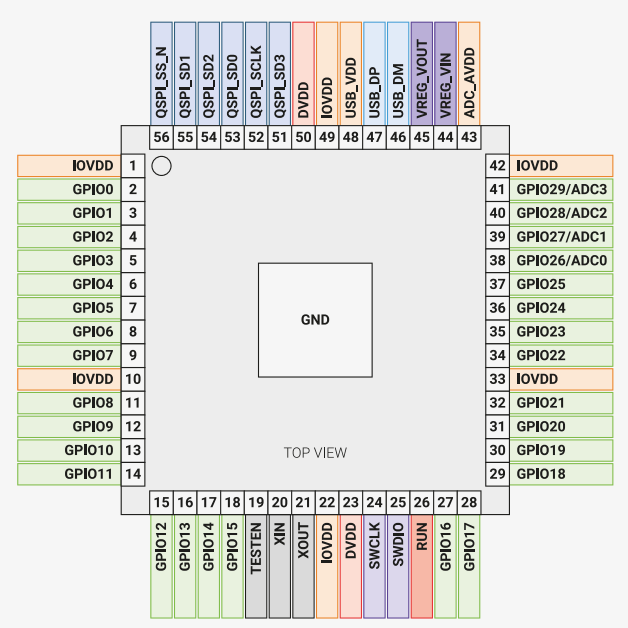 QSPI_SS_N QSPI_SD1 QSPI_SD2 QSPI_SD0 QSPI_SCLK QSPI_SD3 DVDD IOVDD USB_VDD USB_DP USB_DM VREG_VOUT VREG_VIN ADC_AVDD
56 55 54 53 52 51 50 49 48 47 46 45 44 43
IOVDD 1 42 IOVDD
GPIO0 2 41 GPIO29/ADC3
GPIO1 3 40 GPIO28/ADC2
GPIO2 4 39 GPIO27/ADC1
GPIO3 5 38 GPIO26/ADC0
GPIO4 6 37 GPIO25
GPIO5 7 36 GPIO24
GND
GPIO6 8 35 GPIO23
GPIO7 9 34 GPIO22
IOVDD 10 33 IOVDD
GPIO8 11 32 GPIO21
GPIO9 12 31 GPIO20
GPIO10 13 30 GPIO19
TOP VIEW
GPIO11 14 29 GPIO18
15 16 17 18 19 20 21 22 23 24 25 26 27 28
GPIO12 GPIO13 GPIO14 GPIO15 TESTEN XIN XOUT IOVDD DVDD SWCLK SWDIO RUN GPIO16 GPIO17